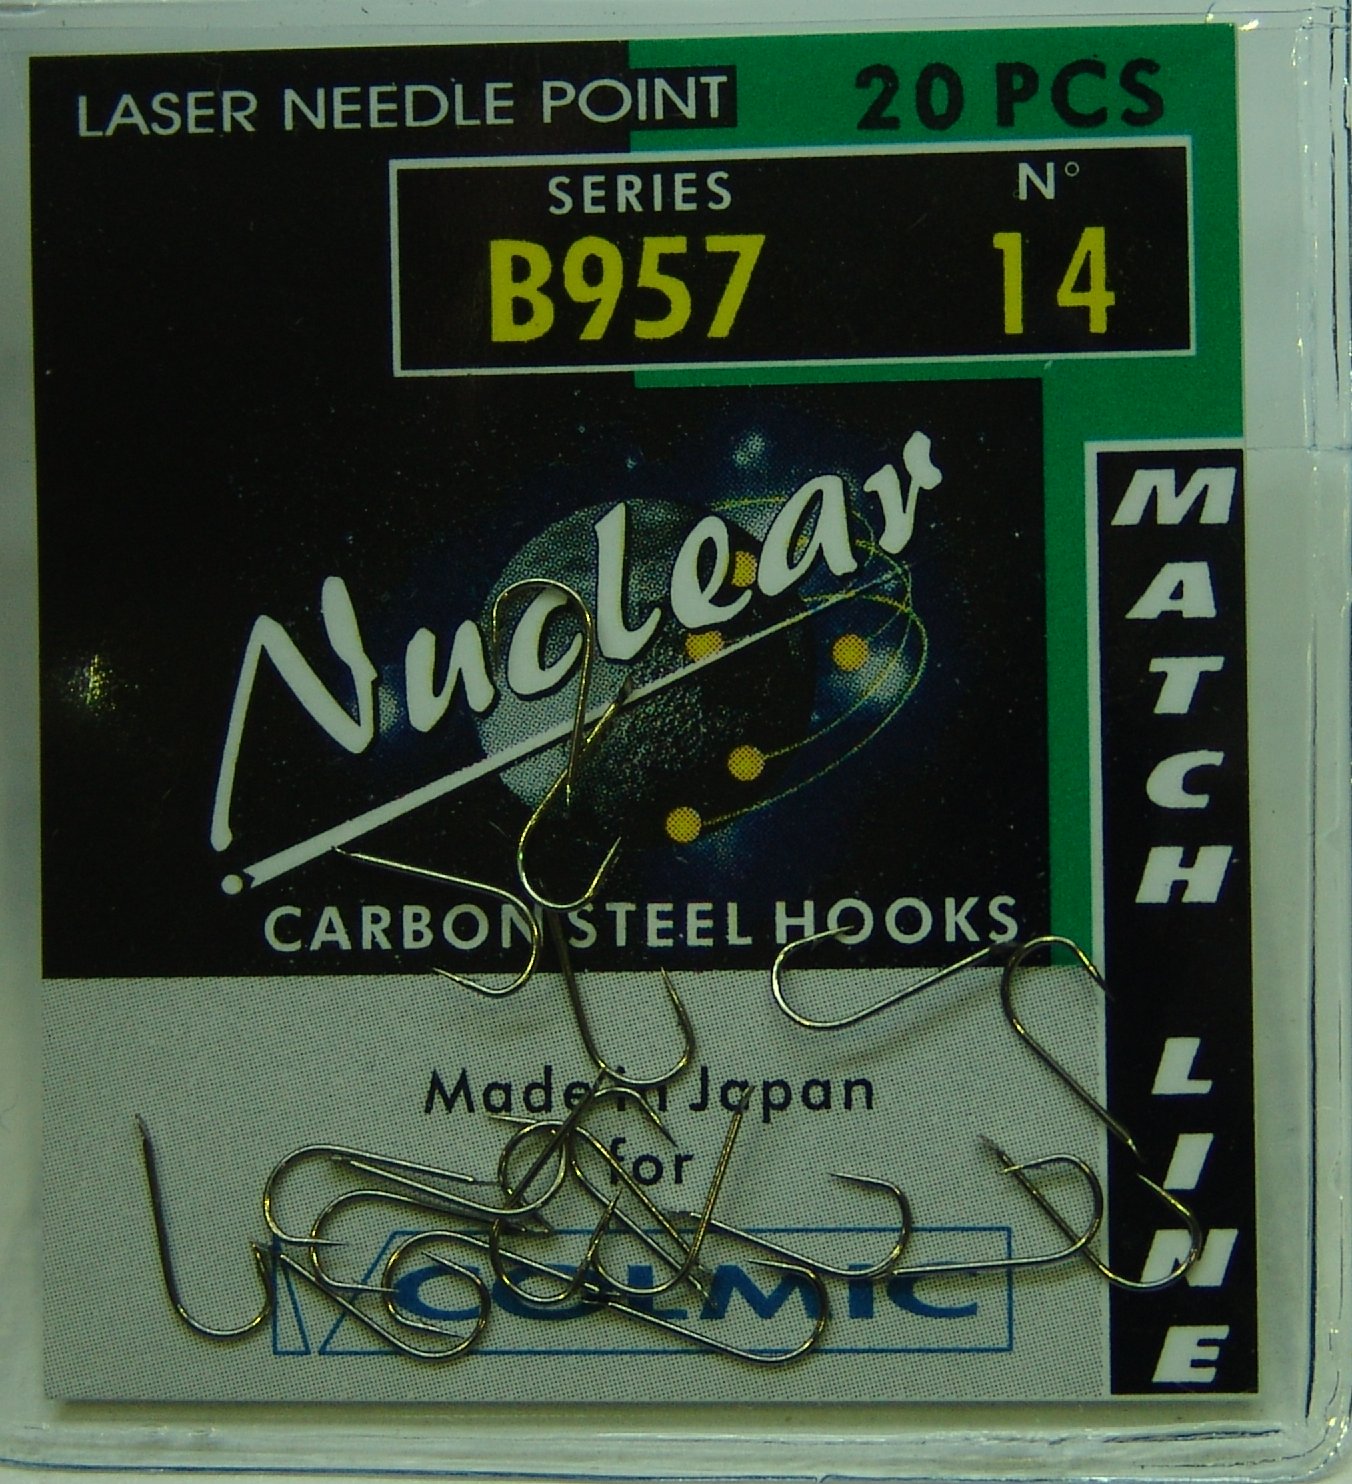 LASER NEEDLE POINT
20 PCS
SERIES
N°
B957
14
Nuclear
CARBON STEEL HOOKS
MATCH LINE
Made in Japan
for
COLMIC